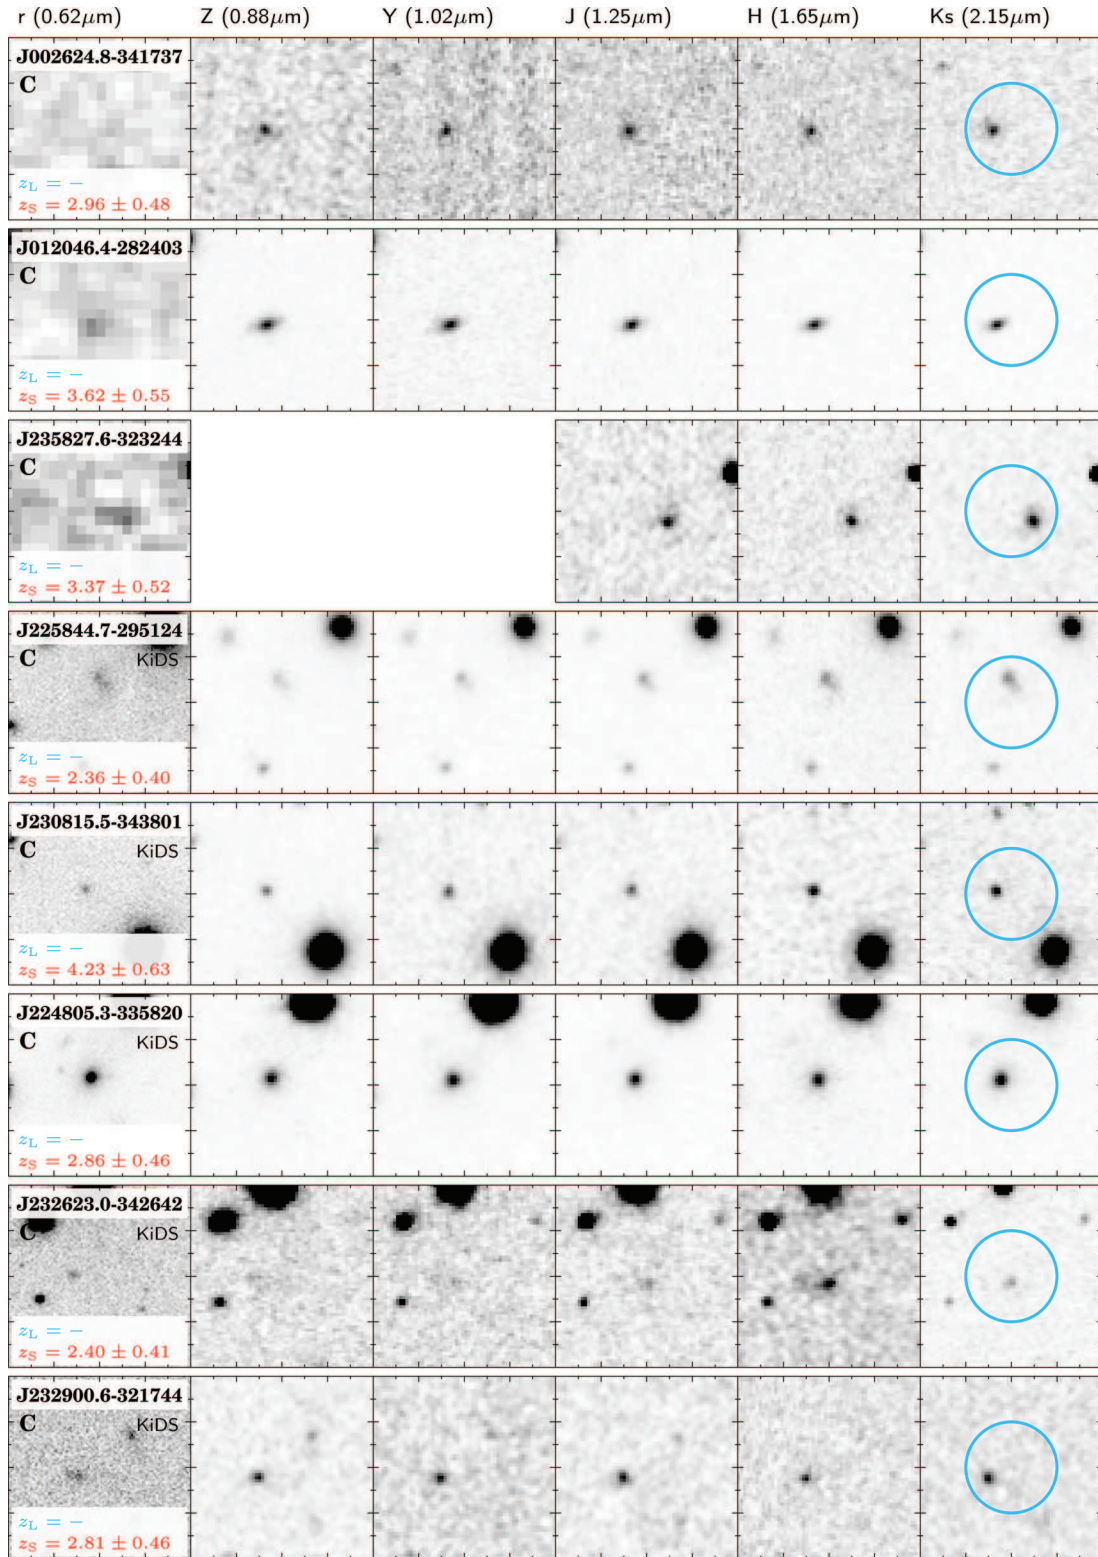 r (0.62μm) Z (0.88μm) Y (1.02μm) J (1.25μm) H (1.65μm) Ks (2.15μm)
J002624.8-341737
C
z_L = −
z_S = 2.96 ± 0.48
J012046.4-282403
C
z_L = −
z_S = 3.62 ± 0.55
J235827.6-323244
C
z_L = −
z_S = 3.37 ± 0.52
J225844.7-295124
C KiDS
z_L = −
z_S = 2.36 ± 0.40
J230815.5-343801
C KiDS
z_L = −
z_S = 4.23 ± 0.63
J224805.3-335820
C KiDS
z_L = −
z_S = 2.86 ± 0.46
J232623.0-342642
C KiDS
z_L = −
z_S = 2.40 ± 0.41
J232900.6-321744
C KiDS
z_L = −
z_S = 2.81 ± 0.46